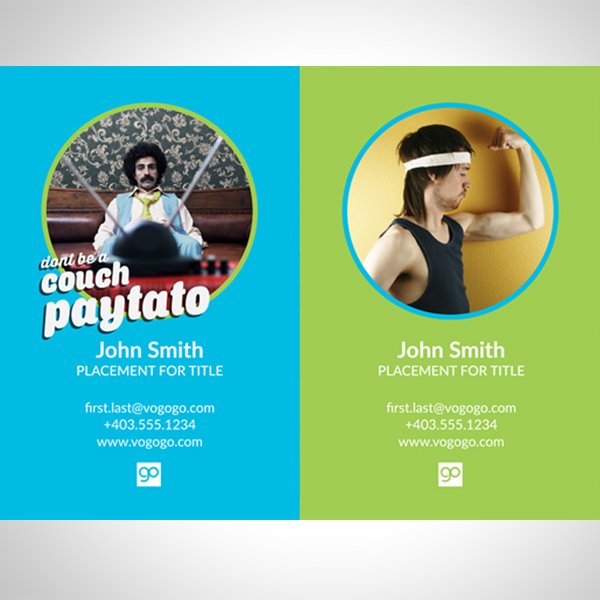 dont be a
couch
paytato
John Smith
PLACEMENT FOR TITLE
first.last@vogogo.com
+403.555.1234
www.vogogo.com
go
John Smith
PLACEMENT FOR TITLE
first.last@vogogo.com
+403.555.1234
www.vogogo.com
go